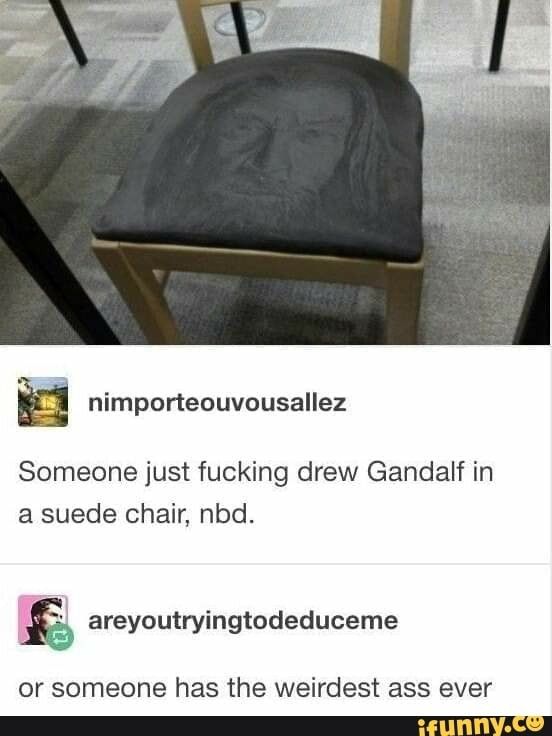 nimporteouvousallez
Someone just fucking drew Gandalf in
a suede chair, nbd.
areyoutryingtodeduceme
or someone has the weirdest ass ever
ifunny.co